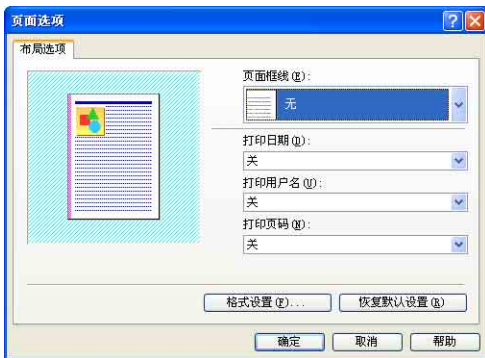 页面选项
布局选项
页面框线(E):
无
打印日期(D):
关
打印用户名(U):
关
打印页码(N):
关
格式设置(F)...
恢复默认设置(R)
确定
取消
帮助